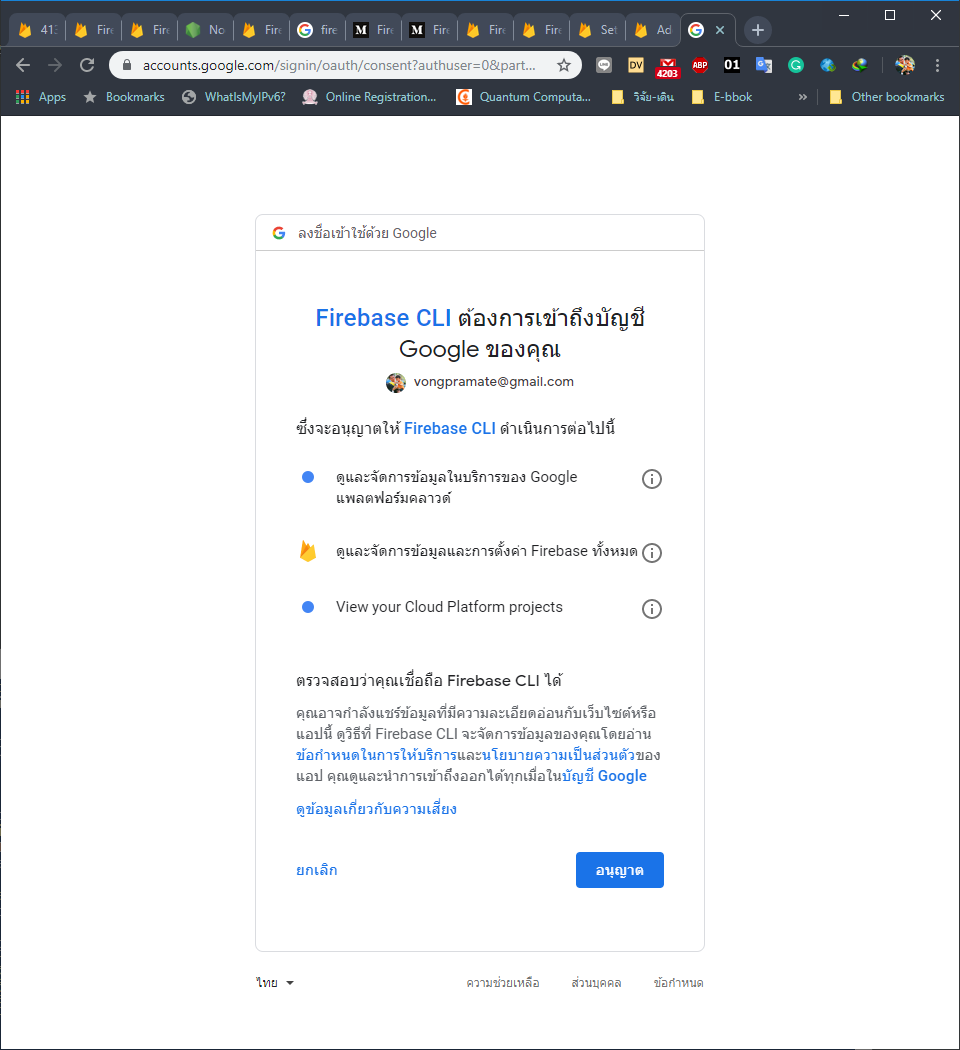 413
Fire
Fire
No
Fire
fire
Fire
Fire
Fire
Fire
Set
Ad
accounts.google.com/signin/oauth/consent?authuser=0&part...
DV
4203
ABP
01
Apps
Bookmarks
WhatIsMyIPv6?
Online Registration...
Quantum Computa...
วิจัย-เดิน
E-bbok
»
Other bookmarks
ลงชื่อเข้าใช้ด้วย Google
Firebase CLI ต้องการเข้าถึงบัญชี
Google ของคุณ
vongpramate@gmail.com
ซึ่งจะอนุญาตให้ Firebase CLI ดำเนินการต่อไปนี้
ดูและจัดการข้อมูลในบริการของ Google
แพลตฟอร์มคลาวด์
ดูและจัดการข้อมูลและการตั้งค่า Firebase ทั้งหมด
View your Cloud Platform projects
ตรวจสอบว่าคุณเชื่อถือ Firebase CLI ได้
คุณอาจกำลังแชร์ข้อมูลที่มีความละเอียดอ่อนกับเว็บไซต์หรือ
แอปนี้ ดูวิธีที่ Firebase CLI จะจัดการข้อมูลของคุณโดยอ่าน
ข้อกำหนดในการให้บริการและนโยบายความเป็นส่วนตัวของ
แอป คุณดูและนำการเข้าถึงออกได้ทุกเมื่อในบัญชี Google
ดูข้อมูลเกี่ยวกับความเสี่ยง
ยกเลิก
อนุญาต
ไทย
ความช่วยเหลือ
ส่วนบุคคล
ข้อกำหนด